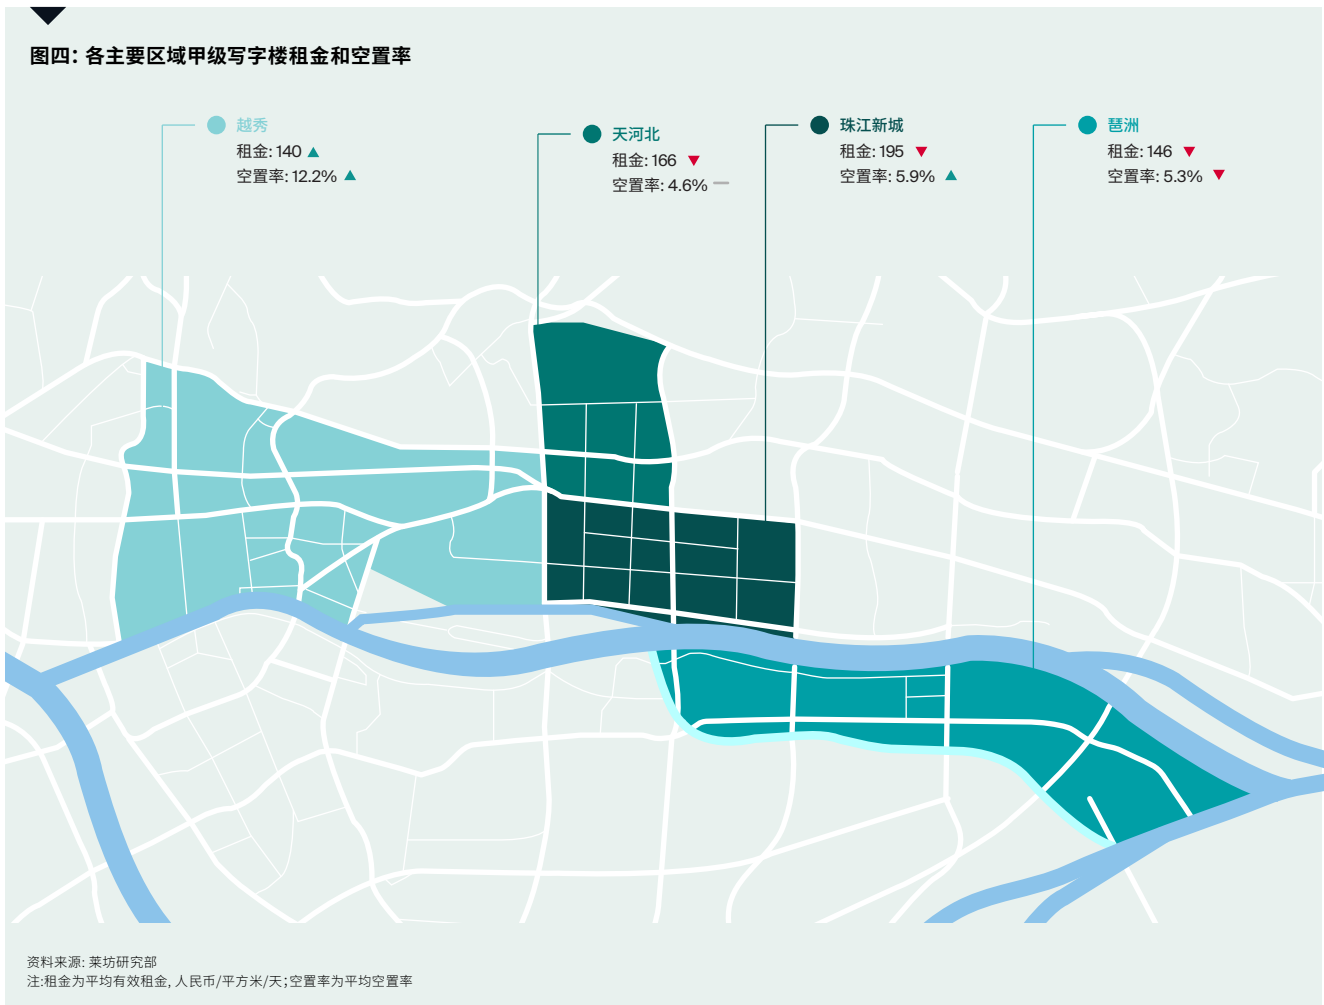 图四：各主要区域甲级写字楼租金和空置率
越秀
租金: 140
空置率: 12.2%
天河北
租金: 166
空置率: 4.6%
珠江新城
租金: 195
空置率: 5.9%
琶洲
租金: 146
空置率: 5.3%
资料来源: 莱坊研究部
注:租金为平均有效租金, 人民币/平方米/天；空置率为平均空置率